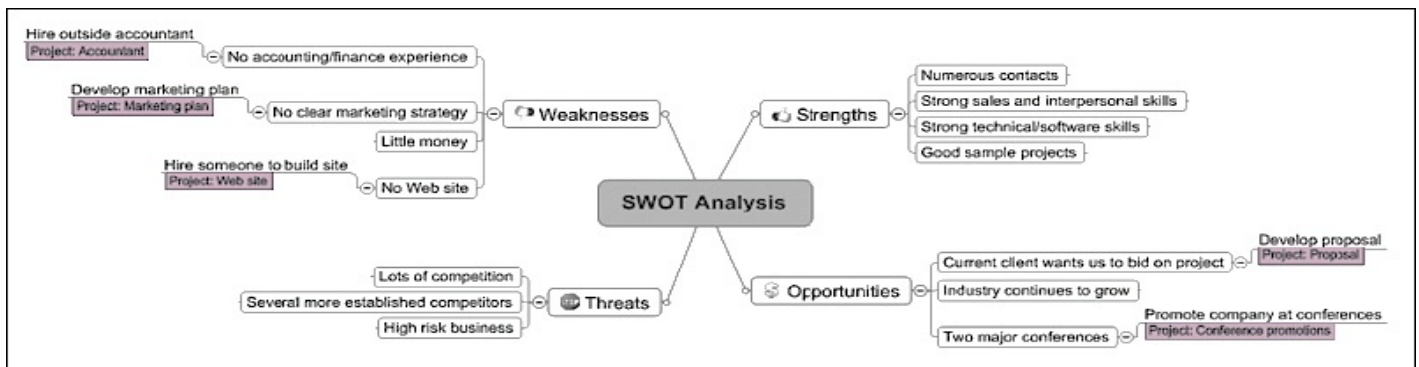 Hire outside accountant
Project: Accountant
No accounting/finance experience
Develop marketing plan
Project: Marketing plan
No clear marketing strategy
Little money
Hire someone to build site
Project: Web site
No Web site
Weaknesses
Strengths
Numerous contacts
Strong sales and interpersonal skills
Strong technical/software skills
Good sample projects
SWOT Analysis
Lots of competition
Several more established competitors
High risk business
Threats
Opportunities
Current client wants us to bid on project
Develop proposal
Project: Proposal
Industry continues to grow
Two major conferences
Promote company at conferences
Project: Conference promotions